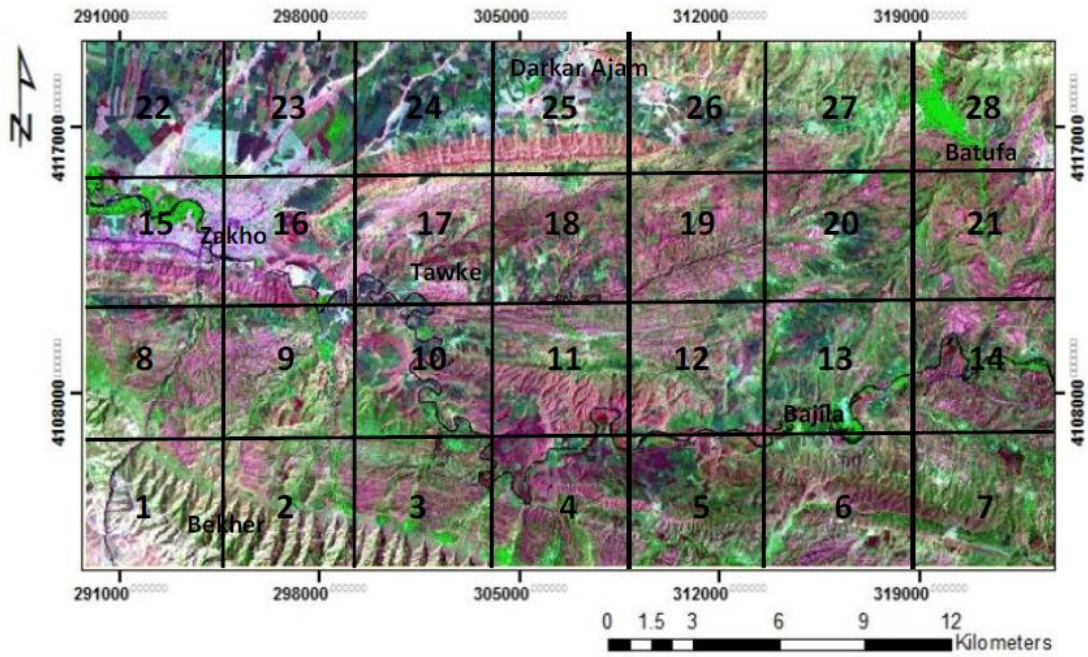 291000 298000 305000 312000 319000
N
4117000
4108000
22 23 24 25 26 27 28
Darkar Ajam
Batufa
15 16 17 18 19 20 21
Zakho
Tawke
8 9 10 11 12 13 14
Bajila
1 2 3 4 5 6 7
Bekher
4117000
4108000
291000 298000 305000 312000 319000
0 1.5 3 6 9 12
Kilometers